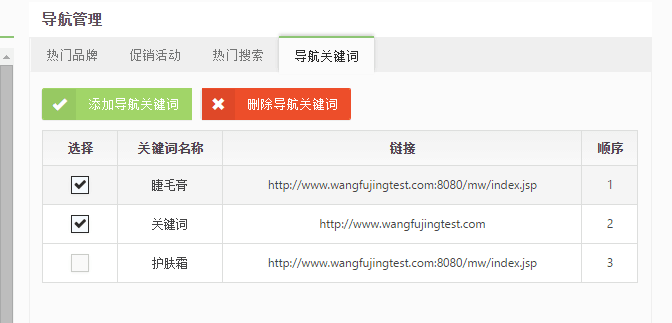 导航管理
热门品牌 促销活动 热门搜索 导航关键词
添加导航关键词 删除导航关键词
选择 关键词名称 链接 顺序
睫毛膏 http://www.wangfujingtest.com:8080/mw/index.jsp 1
关键词 http://www.wangfujingtest.com 2
护肤霜 http://www.wangfujingtest.com:8080/mw/index.jsp 3